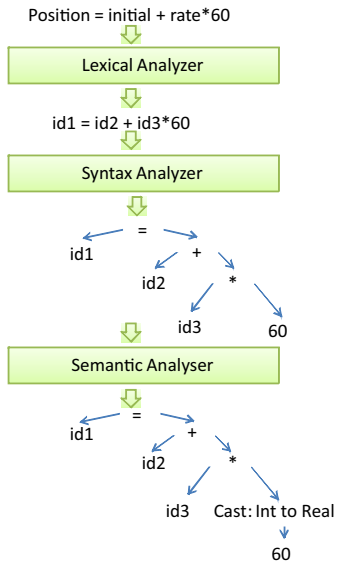 Position = initial + rate*60
Lexical Analyzer
id1 = id2 + id3*60
Syntax Analyzer
=
id1
+
id2
*
id3
60
Semantic Analyser
=
id1
+
id2
*
id3
Cast: Int to Real
60